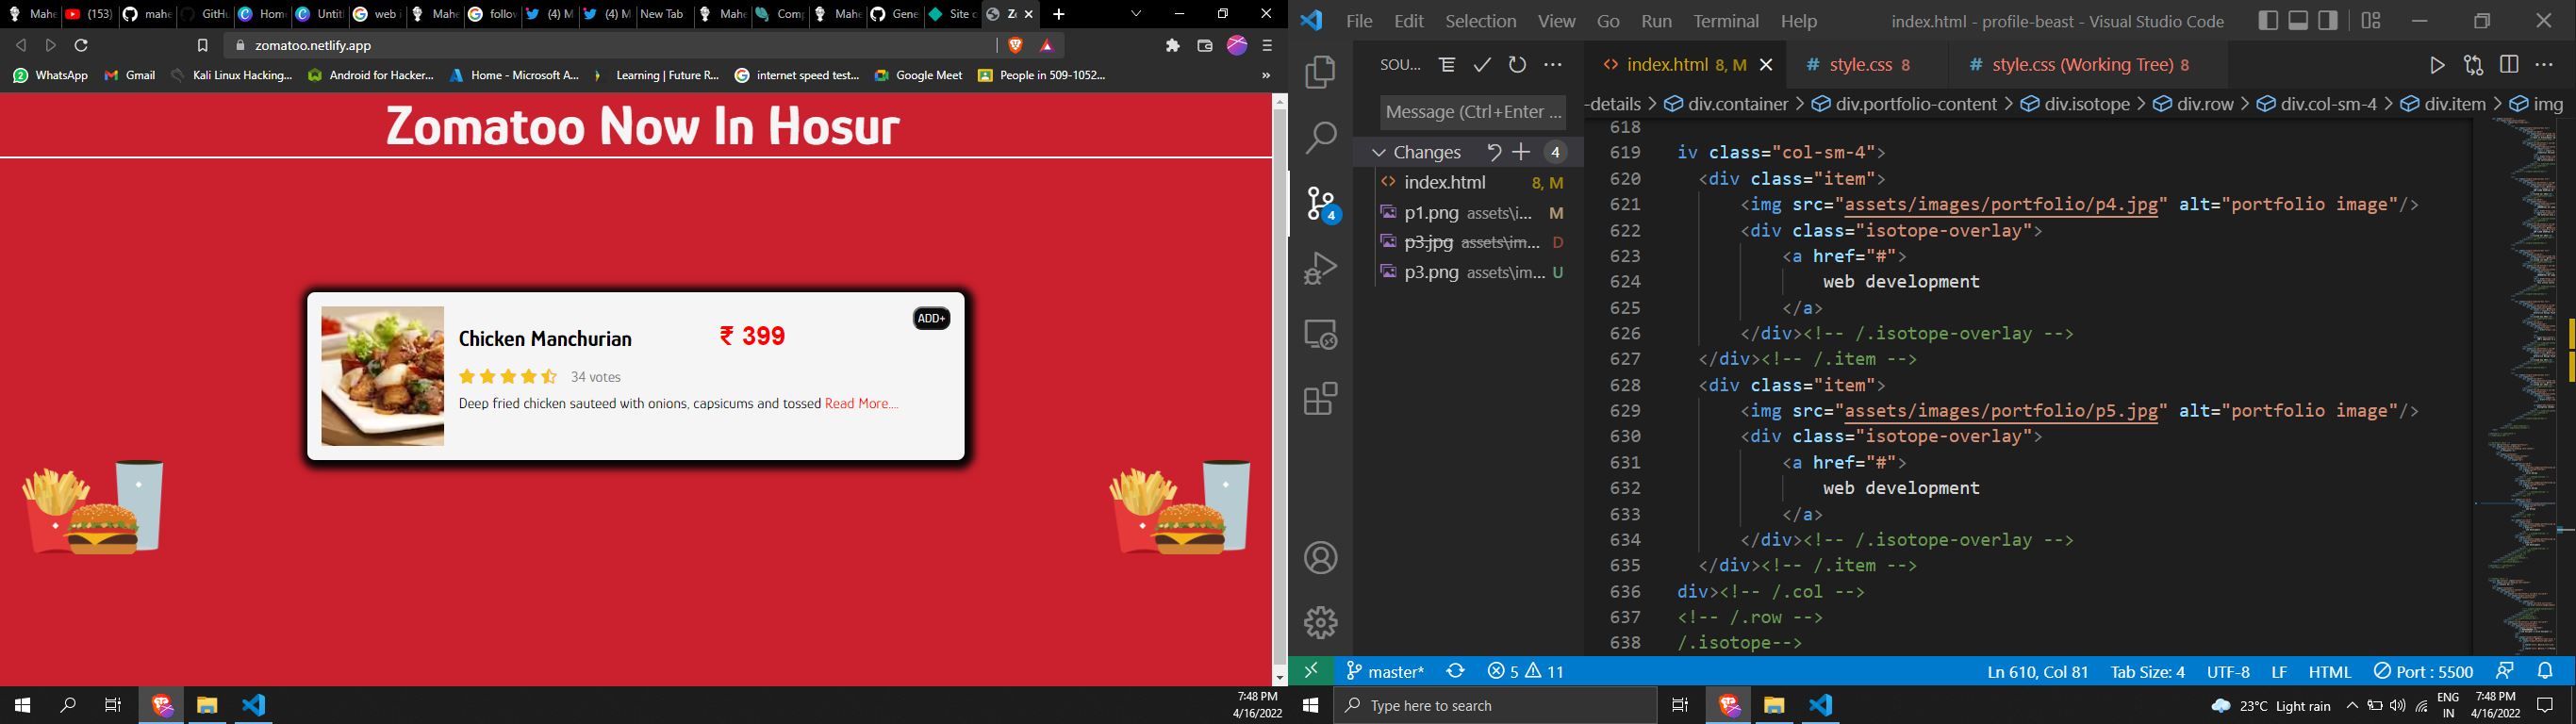 Mahe
(153)
mahe
GitHu
Home
Untitl
web i
Mahe
follow
(4) M
(4) M
New Tab
Mahe
Comp
Mahe
Gene
Site c
Zo
zomatoo.netlify.app
WhatsApp
Gmail
Kali Linux Hacking...
Android for Hacker...
Home - Microsoft A...
Learning | Future R...
internet speed test...
Google Meet
People in 509-1052...
»
Zomatoo Now In Hosur
Chicken Manchurian
₹ 399
ADD+
34 votes
Deep fried chicken sauteed with onions, capsicums and tossed Read More....
7:48 PM
4/16/2022
File Edit Selection View Go Run Terminal Help
index.html - profile-beast - Visual Studio Code
SOU...
Message (Ctrl+Enter ...
Changes 4
index.html 8, M
p1.png assets\i... M
p3.jpg assets\im... D
p3.png assets\im... U
4
index.html 8, M
# style.css 8
# style.css (Working Tree) 8
-details > div.container > div.portfolio-content > div.isotope > div.row > div.col-sm-4 > div.item > img
618
619 iv class="col-sm-4">
620 <div class="item">
621 <img src="assets/images/portfolio/p4.jpg" alt="portfolio image"/>
622 <div class="isotope-overlay">
623 <a href="#">
624 web development
625 </a>
626 </div><!-- /.isotope-overlay -->
627 </div><!-- /.item -->
628 <div class="item">
629 <img src="assets/images/portfolio/p5.jpg" alt="portfolio image"/>
630 <div class="isotope-overlay">
631 <a href="#">
632 web development
633 </a>
634 </div><!-- /.isotope-overlay -->
635 </div><!-- /.item -->
636 div><!-- /.col -->
637 <!-- /.row -->
638 /.isotope-->
master* 5 11
Ln 610, Col 81 Tab Size: 4 UTF-8 LF HTML Port : 5500
Type here to search
23°C Light rain
ENG
IN
7:48 PM
4/16/2022